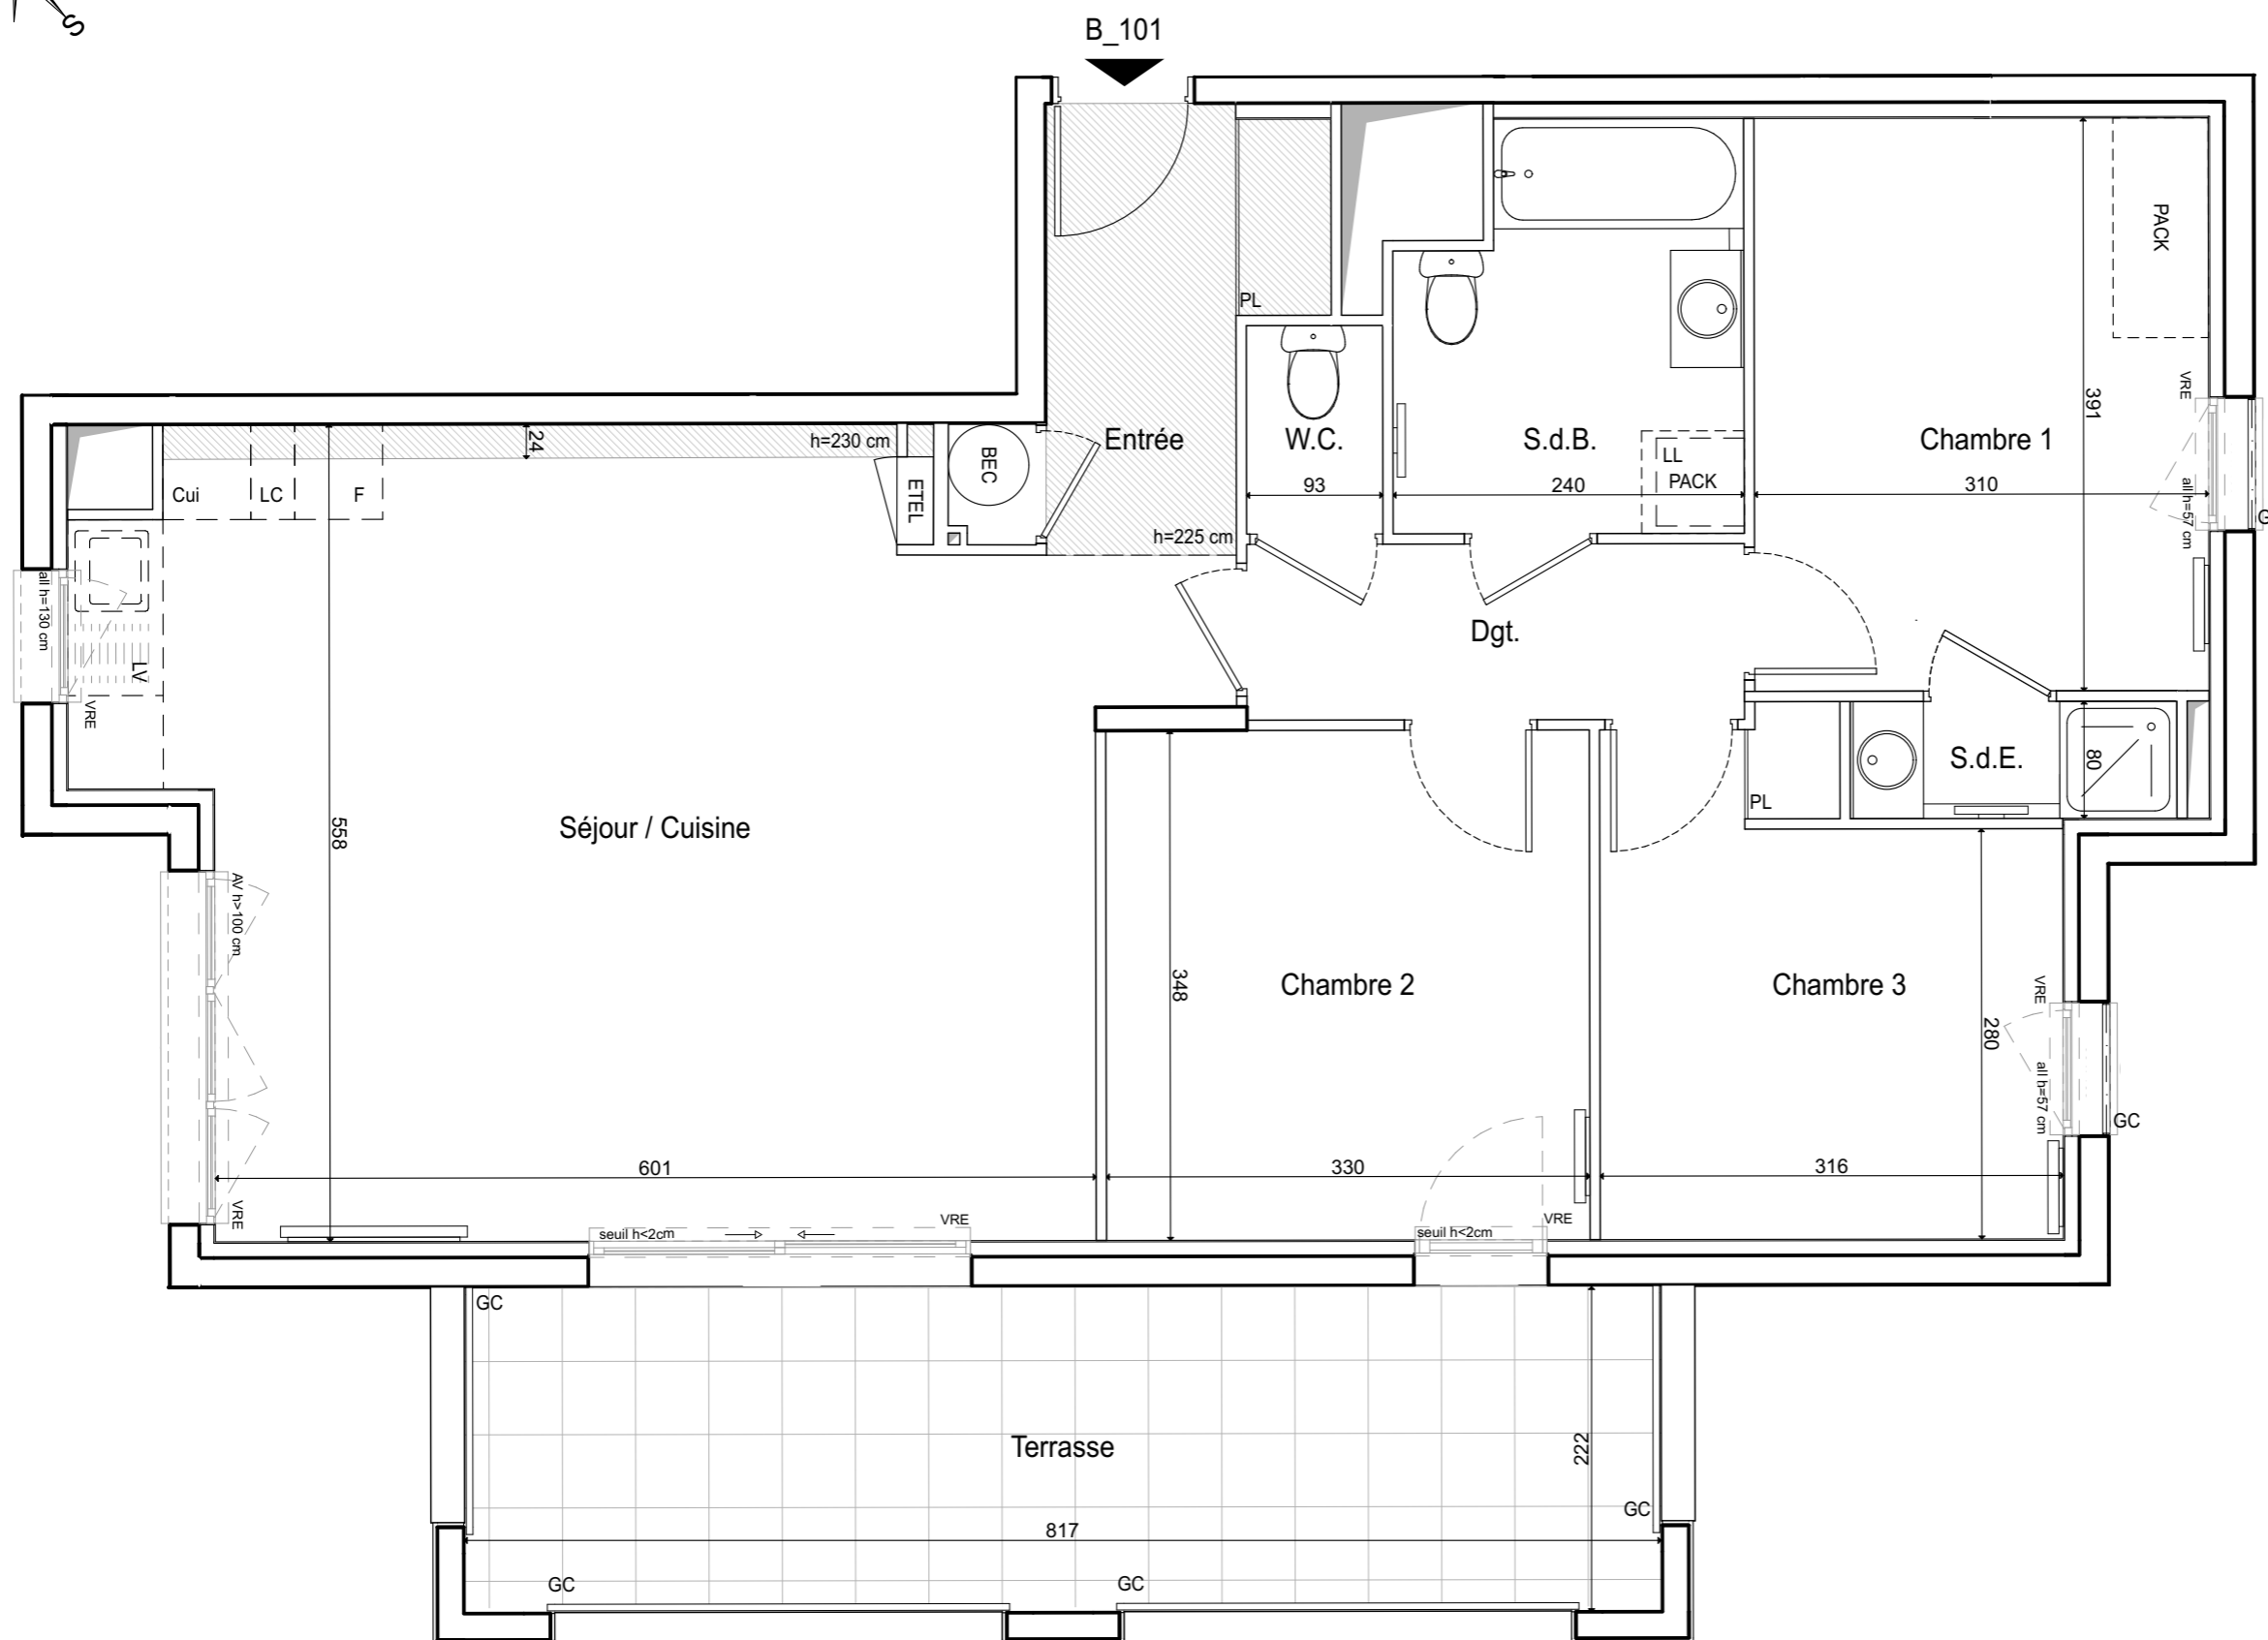 S
B_101
PL
PACK
h=230 cm
24
BEC
ETEL
Entrée
h=225 cm
W.C.
93
S.d.B.
240
LL
PACK
Chambre 1
310
391
VRE
all h=57 cm
G
Cui
LC
F
all h=130 cm
LV
VRE
Dgt.
S.d.E.
80
PL
Séjour / Cuisine
558
AV h>100 cm
VRE
601
348
Chambre 2
330
Chambre 3
280
316
VRE
all h=57 cm
GC
seuil h<2cm
VRE
seuil h<2cm
VRE
GC
Terrasse
222
GC
817
GC
GC